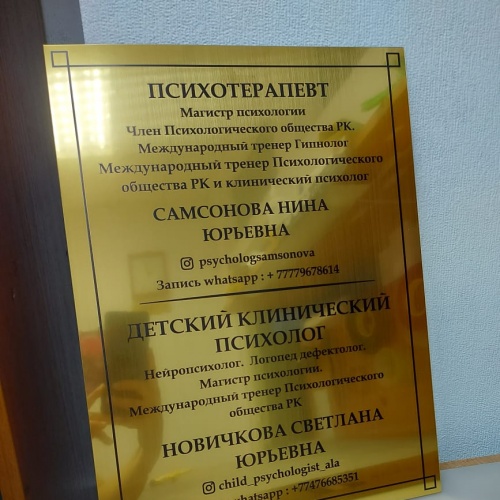 ПСИХОТЕРАПЕВТ
Магистр психологии
Член Психологического общества РК.
Международный тренер Гипнолог
Международный тренер Психологического
общества РК и клинический психолог
САМСОНОВА НИНА
ЮРЬЕВНА
psychologsamsonova
Запись whatsapp : + 77779678614
ДЕТСКИЙ КЛИНИЧЕСКИЙ
ПСИХОЛОГ
Нейропсихолог. Логопед дефектолог.
Магистр психологии.
Международный тренер Психологического
общества РК
НОВИЧКОВА СВЕТЛАНА
ЮРЬЕВНА
child_psychologist_ala
whatsapp : +77476685351